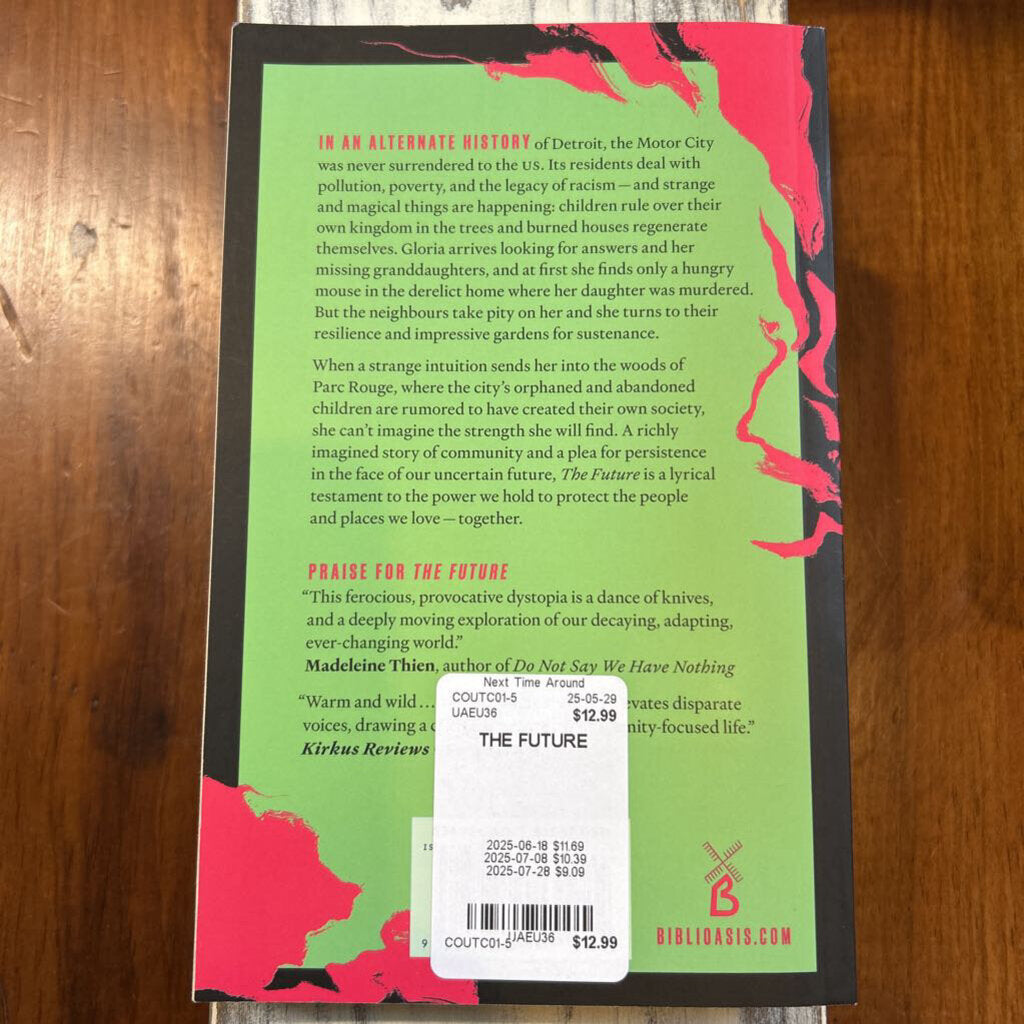 IN AN ALTERNATE HISTORY of Detroit, the Motor City
was never surrendered to the US. Its residents deal with
pollution, poverty, and the legacy of racism — and strange
and magical things are happening: children rule over their
own kingdom in the trees and burned houses regenerate
themselves. Gloria arrives looking for answers and her
missing granddaughters, and at first she finds only a hungry
mouse in the derelict home where her daughter was murdered.
But the neighbours take pity on her and she turns to their
resilience and impressive gardens for sustenance.
When a strange intuition sends her into the woods of
Parc Rouge, where the city's orphaned and abandoned
children are rumored to have created their own society,
she can't imagine the strength she will find. A richly
imagined story of community and a plea for persistence
in the face of our uncertain future, The Future is a lyrical
testament to the power we hold to protect the people
and places we love — together.
PRAISE FOR THE FUTURE
“This ferocious, provocative dystopia is a dance of knives,
and a deeply moving exploration of our decaying, adapting,
ever-changing world.”
Madeleine Thien, author of Do Not Say We Have Nothing
“Warm and wild … evates disparate
voices, drawing a nity-focused life.”
Kirkus Reviews
Next Time Around
COUTC01-5 25-05-29
UAEU36 $12.99
THE FUTURE
2025-06-18 $11.69
2025-07-08 $10.39
2025-07-28 $9.09
UAEU36
COUTC01-5 $12.99
IS
9
B
BIBLIOASIS.COM